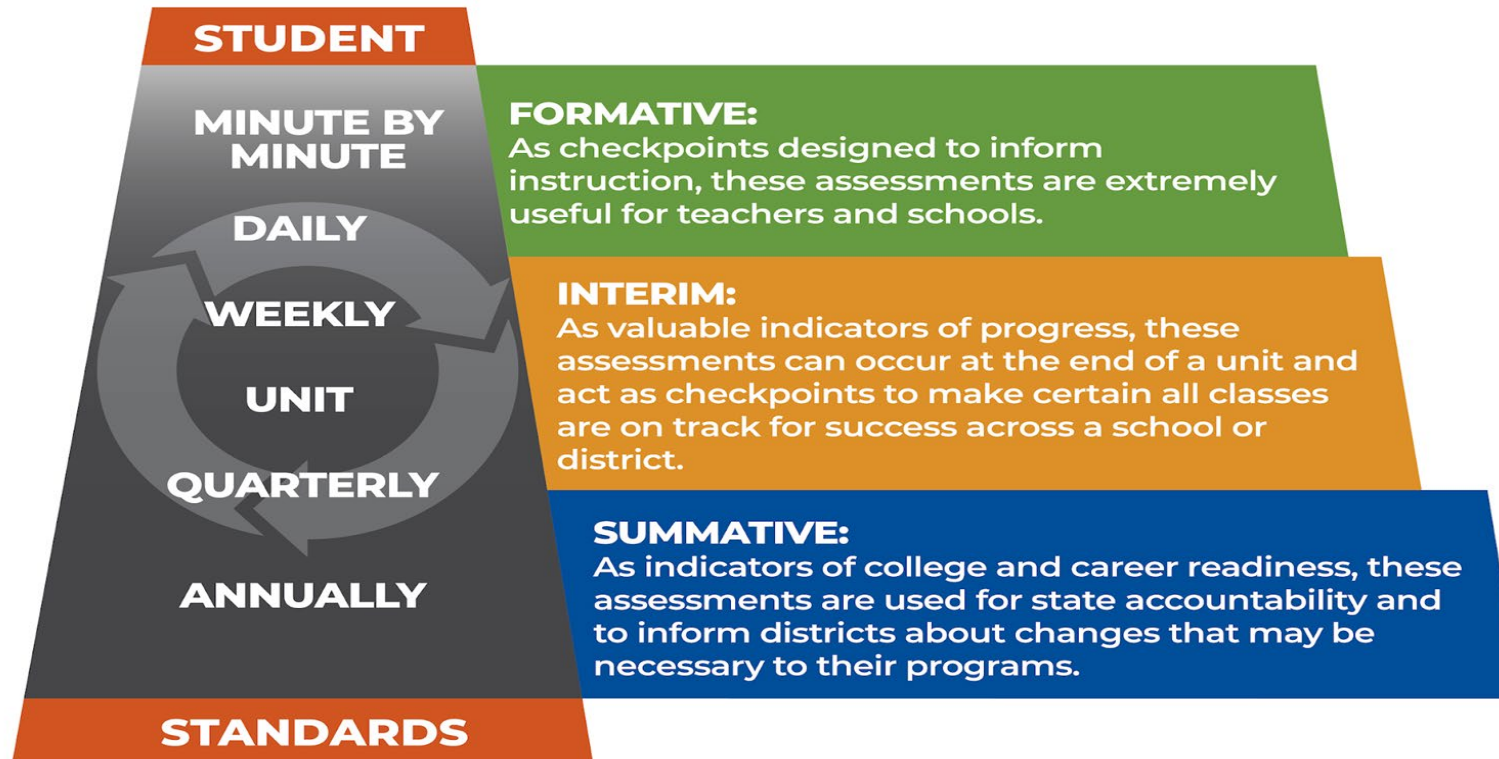 STUDENT
MINUTE BY
MINUTE
DAILY
WEEKLY
UNIT
QUARTERLY
ANNUALLY
STANDARDS
FORMATIVE:
As checkpoints designed to inform
instruction, these assessments are extremely
useful for teachers and schools.
INTERIM:
As valuable indicators of progress, these
assessments can occur at the end of a unit and
act as checkpoints to make certain all classes
are on track for success across a school or
district.
SUMMATIVE:
As indicators of college and career readiness, these
assessments are used for state accountability and
to inform districts about changes that may be
necessary to their programs.